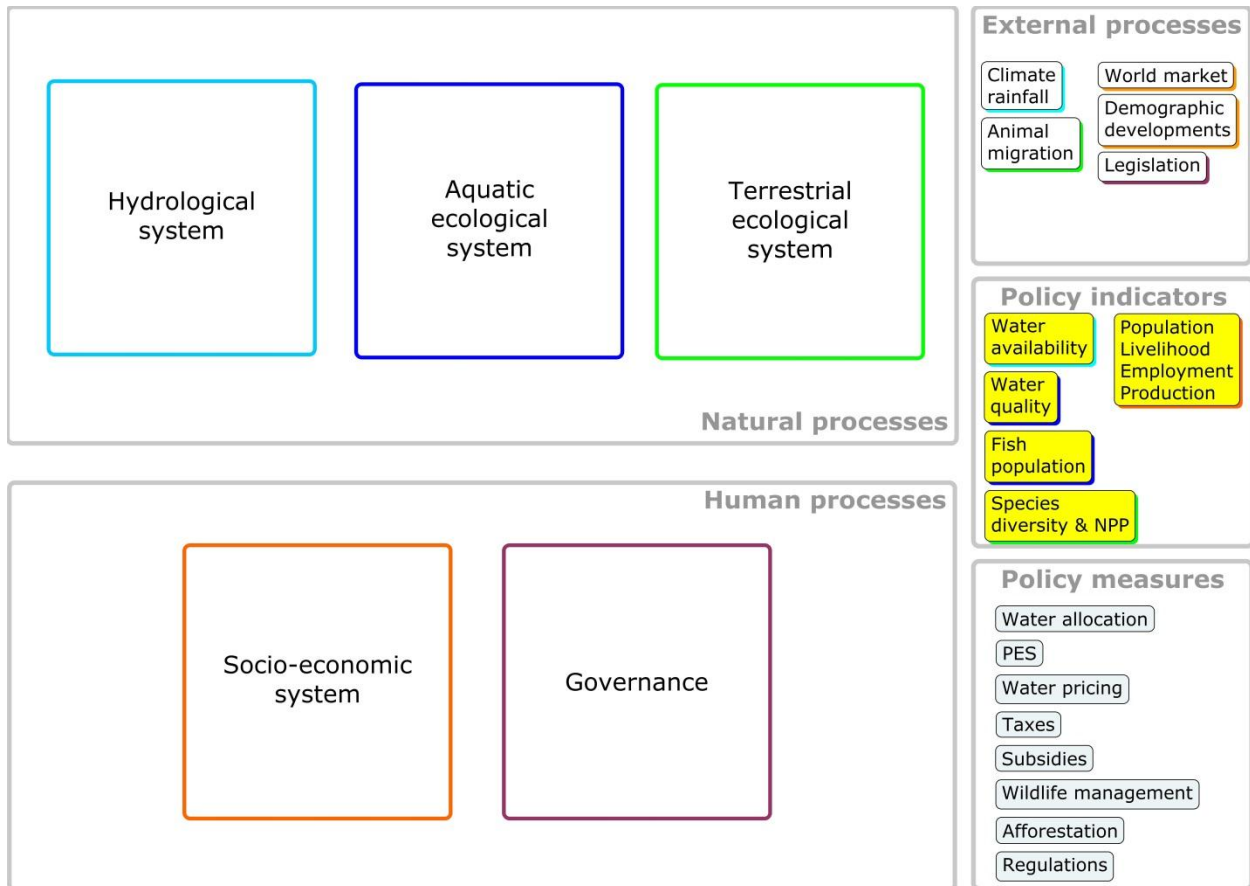 Hydrological
system
Aquatic
ecological
system
Terrestrial
ecological
system
Natural processes
Human processes
Socio-economic
system
Governance
External processes
Climate
rainfall
Animal
migration
World market
Demographic
developments
Legislation
Policy indicators
Water
availability
Water
quality
Fish
population
Species
diversity & NPP
Population
Livelihood
Employment
Production
Policy measures
Water allocation
PES
Water pricing
Taxes
Subsidies
Wildlife management
Afforestation
Regulations